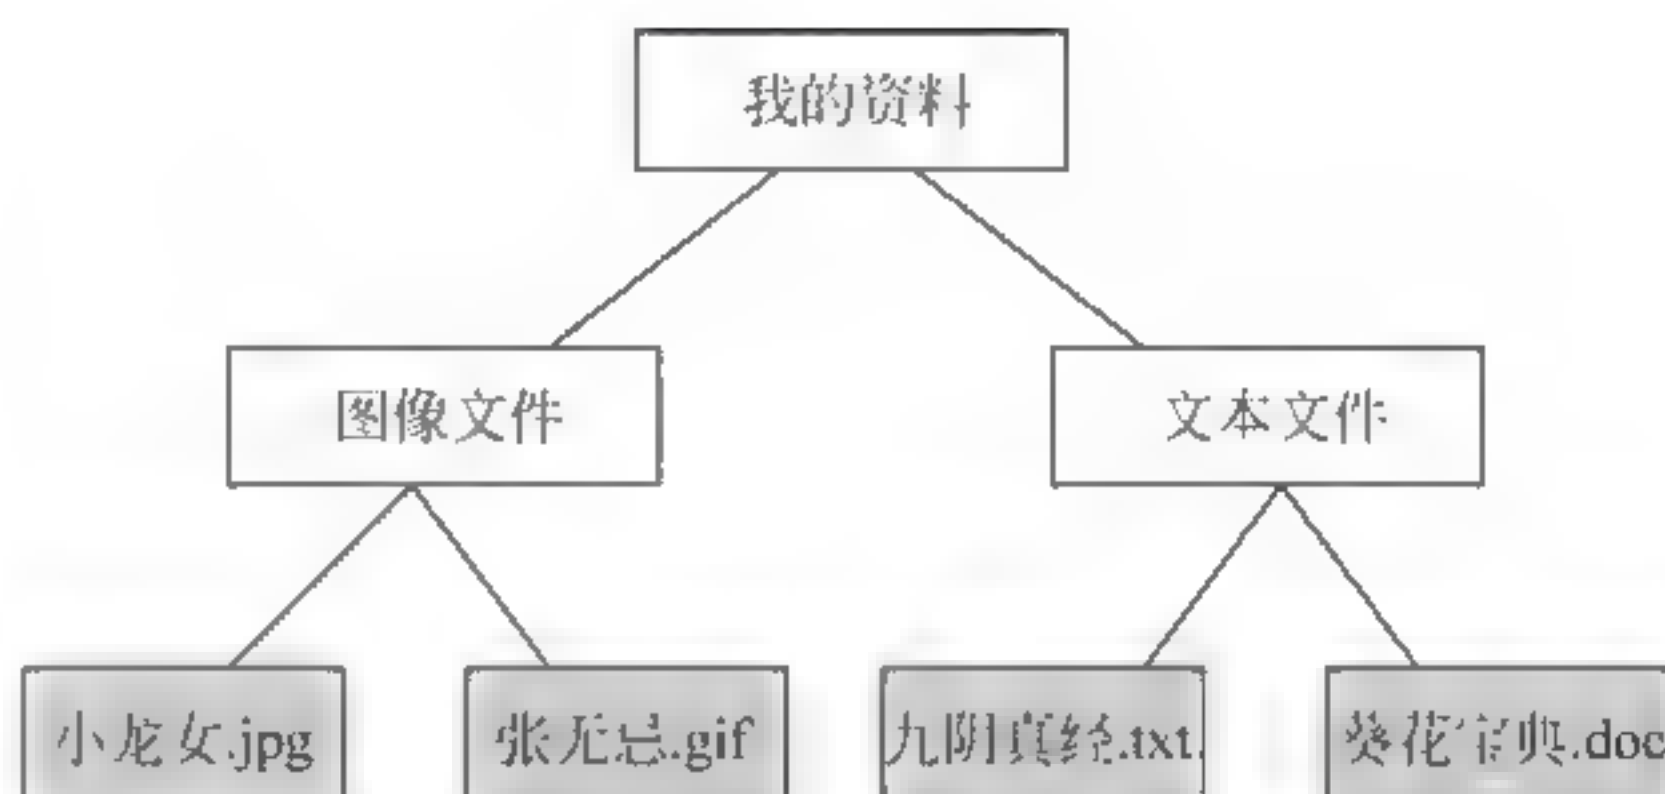 我的资料
图像文件
文本文件
小龙女.jpg
张无忌.gif
九阴真经.txt
葵花宝典.doc